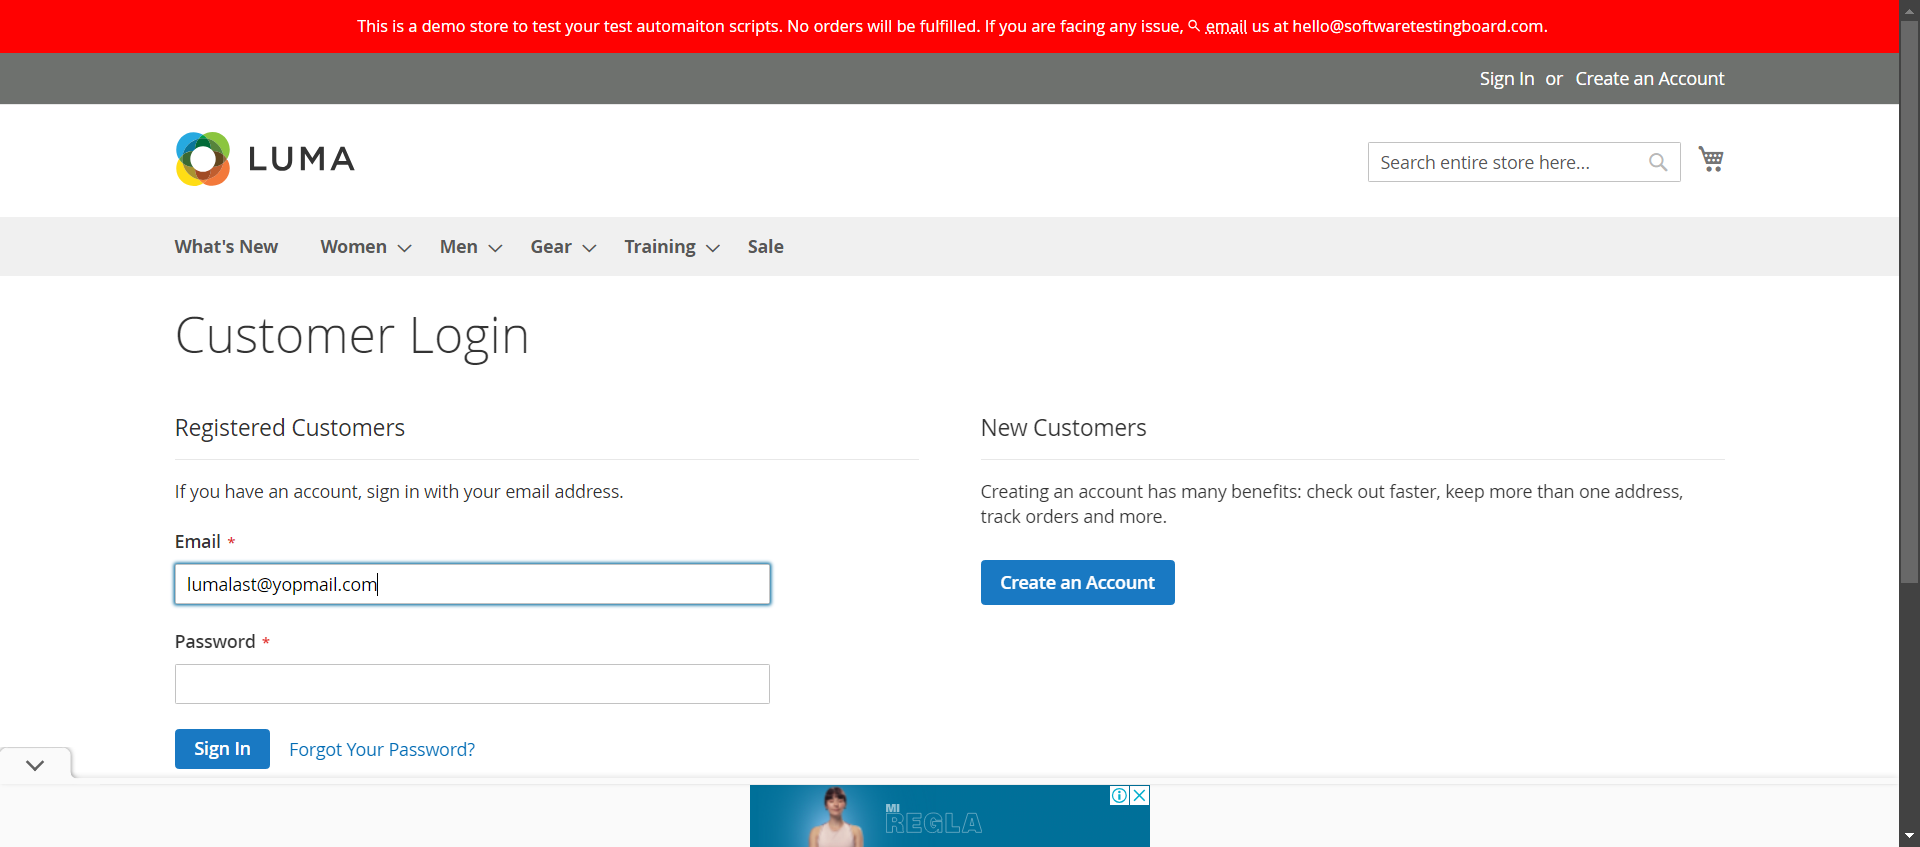 This is a demo store to test your test automaiton scripts. No orders will be fulfilled. If you are facing any issue, email us at hello@softwaretestingboard.com.
Sign In or Create an Account
LUMA
Search entire store here...
What's New Women Men Gear Training Sale
Customer Login
Registered Customers
If you have an account, sign in with your email address.
Email *
lumalast@yopmail.com
Password *
Sign In Forgot Your Password?
New Customers
Creating an account has many benefits: check out faster, keep more than one address,
track orders and more.
Create an Account
MI
REGLA